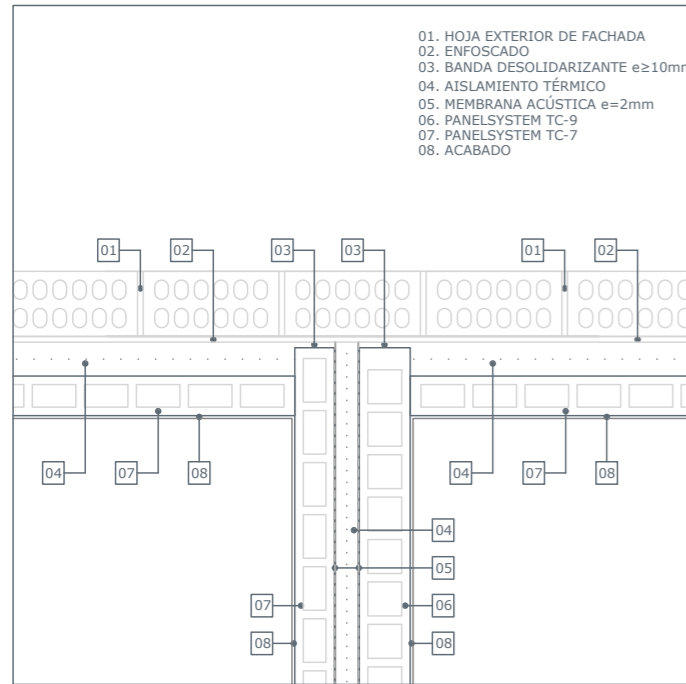 01. HOJA EXTERIOR DE FACHADA
02. ENFOSCADO
03. BANDA DESOLIDARIZANTE e≥10mm
04. AISLAMIENTO TÉRMICO
05. MEMBRANA ACÚSTICA e=2mm
06. PANELSYSTEM TC-9
07. PANELSYSTEM TC-7
08. ACABADO
01 02 03 03 01 02
04 07 08 04 07 08
04
05
07 06
08 08